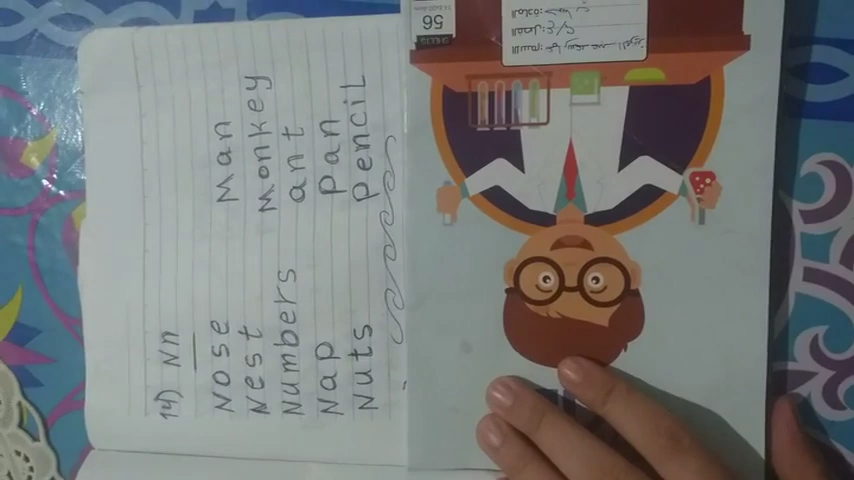 14) Nn
Nose Man
Nest Monkey
Numbers ant
Nap Pan
Nuts Pencil
56